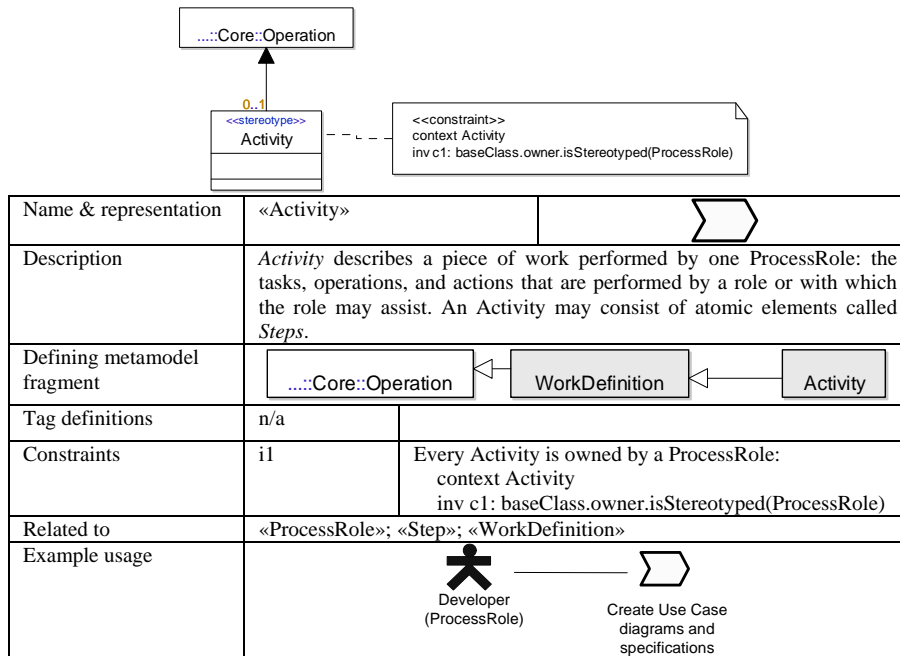 ...::Core::Operation
0..1
<<stereotype>>
Activity
<<constraint>>
context Activity
inv c1: baseClass.owner.isStereotyped(ProcessRole)
Name & representation
«Activity»
Description
Activity describes a piece of work performed by one ProcessRole: the
tasks, operations, and actions that are performed by a role or with which
the role may assist. An Activity may consist of atomic elements called
Steps.
Defining metamodel
fragment
...::Core::Operation
WorkDefinition
Activity
Tag definitions
n/a
Constraints
i1
Every Activity is owned by a ProcessRole:
context Activity
inv c1: baseClass.owner.isStereotyped(ProcessRole)
Related to
«ProcessRole»; «Step»; «WorkDefinition»
Example usage
Developer
(ProcessRole)
Create Use Case
diagrams and
specifications